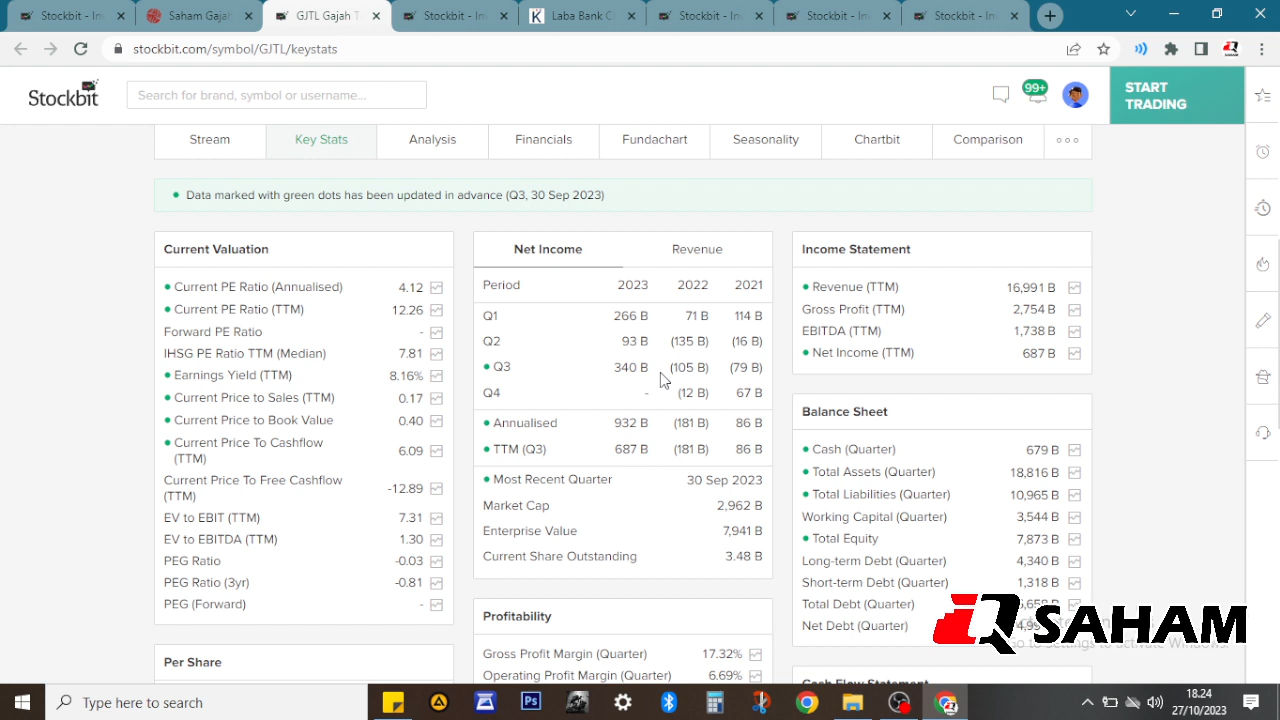 Stockbit - In
Saham Gaja
GJTL Gajah T
Stockbit - In
Laba Bank C
Stockbit - In
Stockbit - In
Stockbit - In
stockbit.com/symbol/GJTL/keystats
Stockbit
Search for brand, symbol or username...
99+
START
TRADING
Stream
Key Stats
Analysis
Financials
Fundachart
Seasonality
Chartbit
Comparison
Data marked with green dots has been updated in advance (Q3, 30 Sep 2023)
Current Valuation
Current PE Ratio (Annualised) 4.12
Current PE Ratio (TTM) 12.26
Forward PE Ratio -
IHSG PE Ratio TTM (Median) 7.81
Earnings Yield (TTM) 8.16%
Current Price to Sales (TTM) 0.17
Current Price to Book Value 0.40
Current Price To Cashflow
(TTM) 6.09
Current Price To Free Cashflow
(TTM) -12.89
EV to EBIT (TTM) 7.31
EV to EBITDA (TTM) 1.30
PEG Ratio -0.03
PEG Ratio (3yr) -0.81
PEG (Forward) -
Per Share
Net Income Revenue
Period 2023 2022 2021
Q1 266 B 71 B 114 B
Q2 93 B (135 B) (16 B)
Q3 340 B (105 B) (79 B)
Q4 - (12 B) 67 B
Annualised 932 B (181 B) 86 B
TTM (Q3) 687 B (181 B) 86 B
Most Recent Quarter 30 Sep 2023
Market Cap 2,962 B
Enterprise Value 7,941 B
Current Share Outstanding 3.48 B
Profitability
Gross Profit Margin (Quarter) 17.32%
Operating Profit Margin (Quarter) 6.69%
Income Statement
Revenue (TTM) 16,991 B
Gross Profit (TTM) 2,754 B
EBITDA (TTM) 1,738 B
Net Income (TTM) 687 B
Balance Sheet
Cash (Quarter) 679 B
Total Assets (Quarter) 18,816 B
Total Liabilities (Quarter) 10,965 B
Working Capital (Quarter) 3,544 B
Total Equity 7,873 B
Long-term Debt (Quarter) 4,340 B
Short-term Debt (Quarter) 1,318 B
Total Debt (Quarter)
Net Debt (Quarter)
Cash Flow Statement
IQ SAHAM
to Settings to activate Windows.
Type here to search
Ps
18.24
27/10/2023